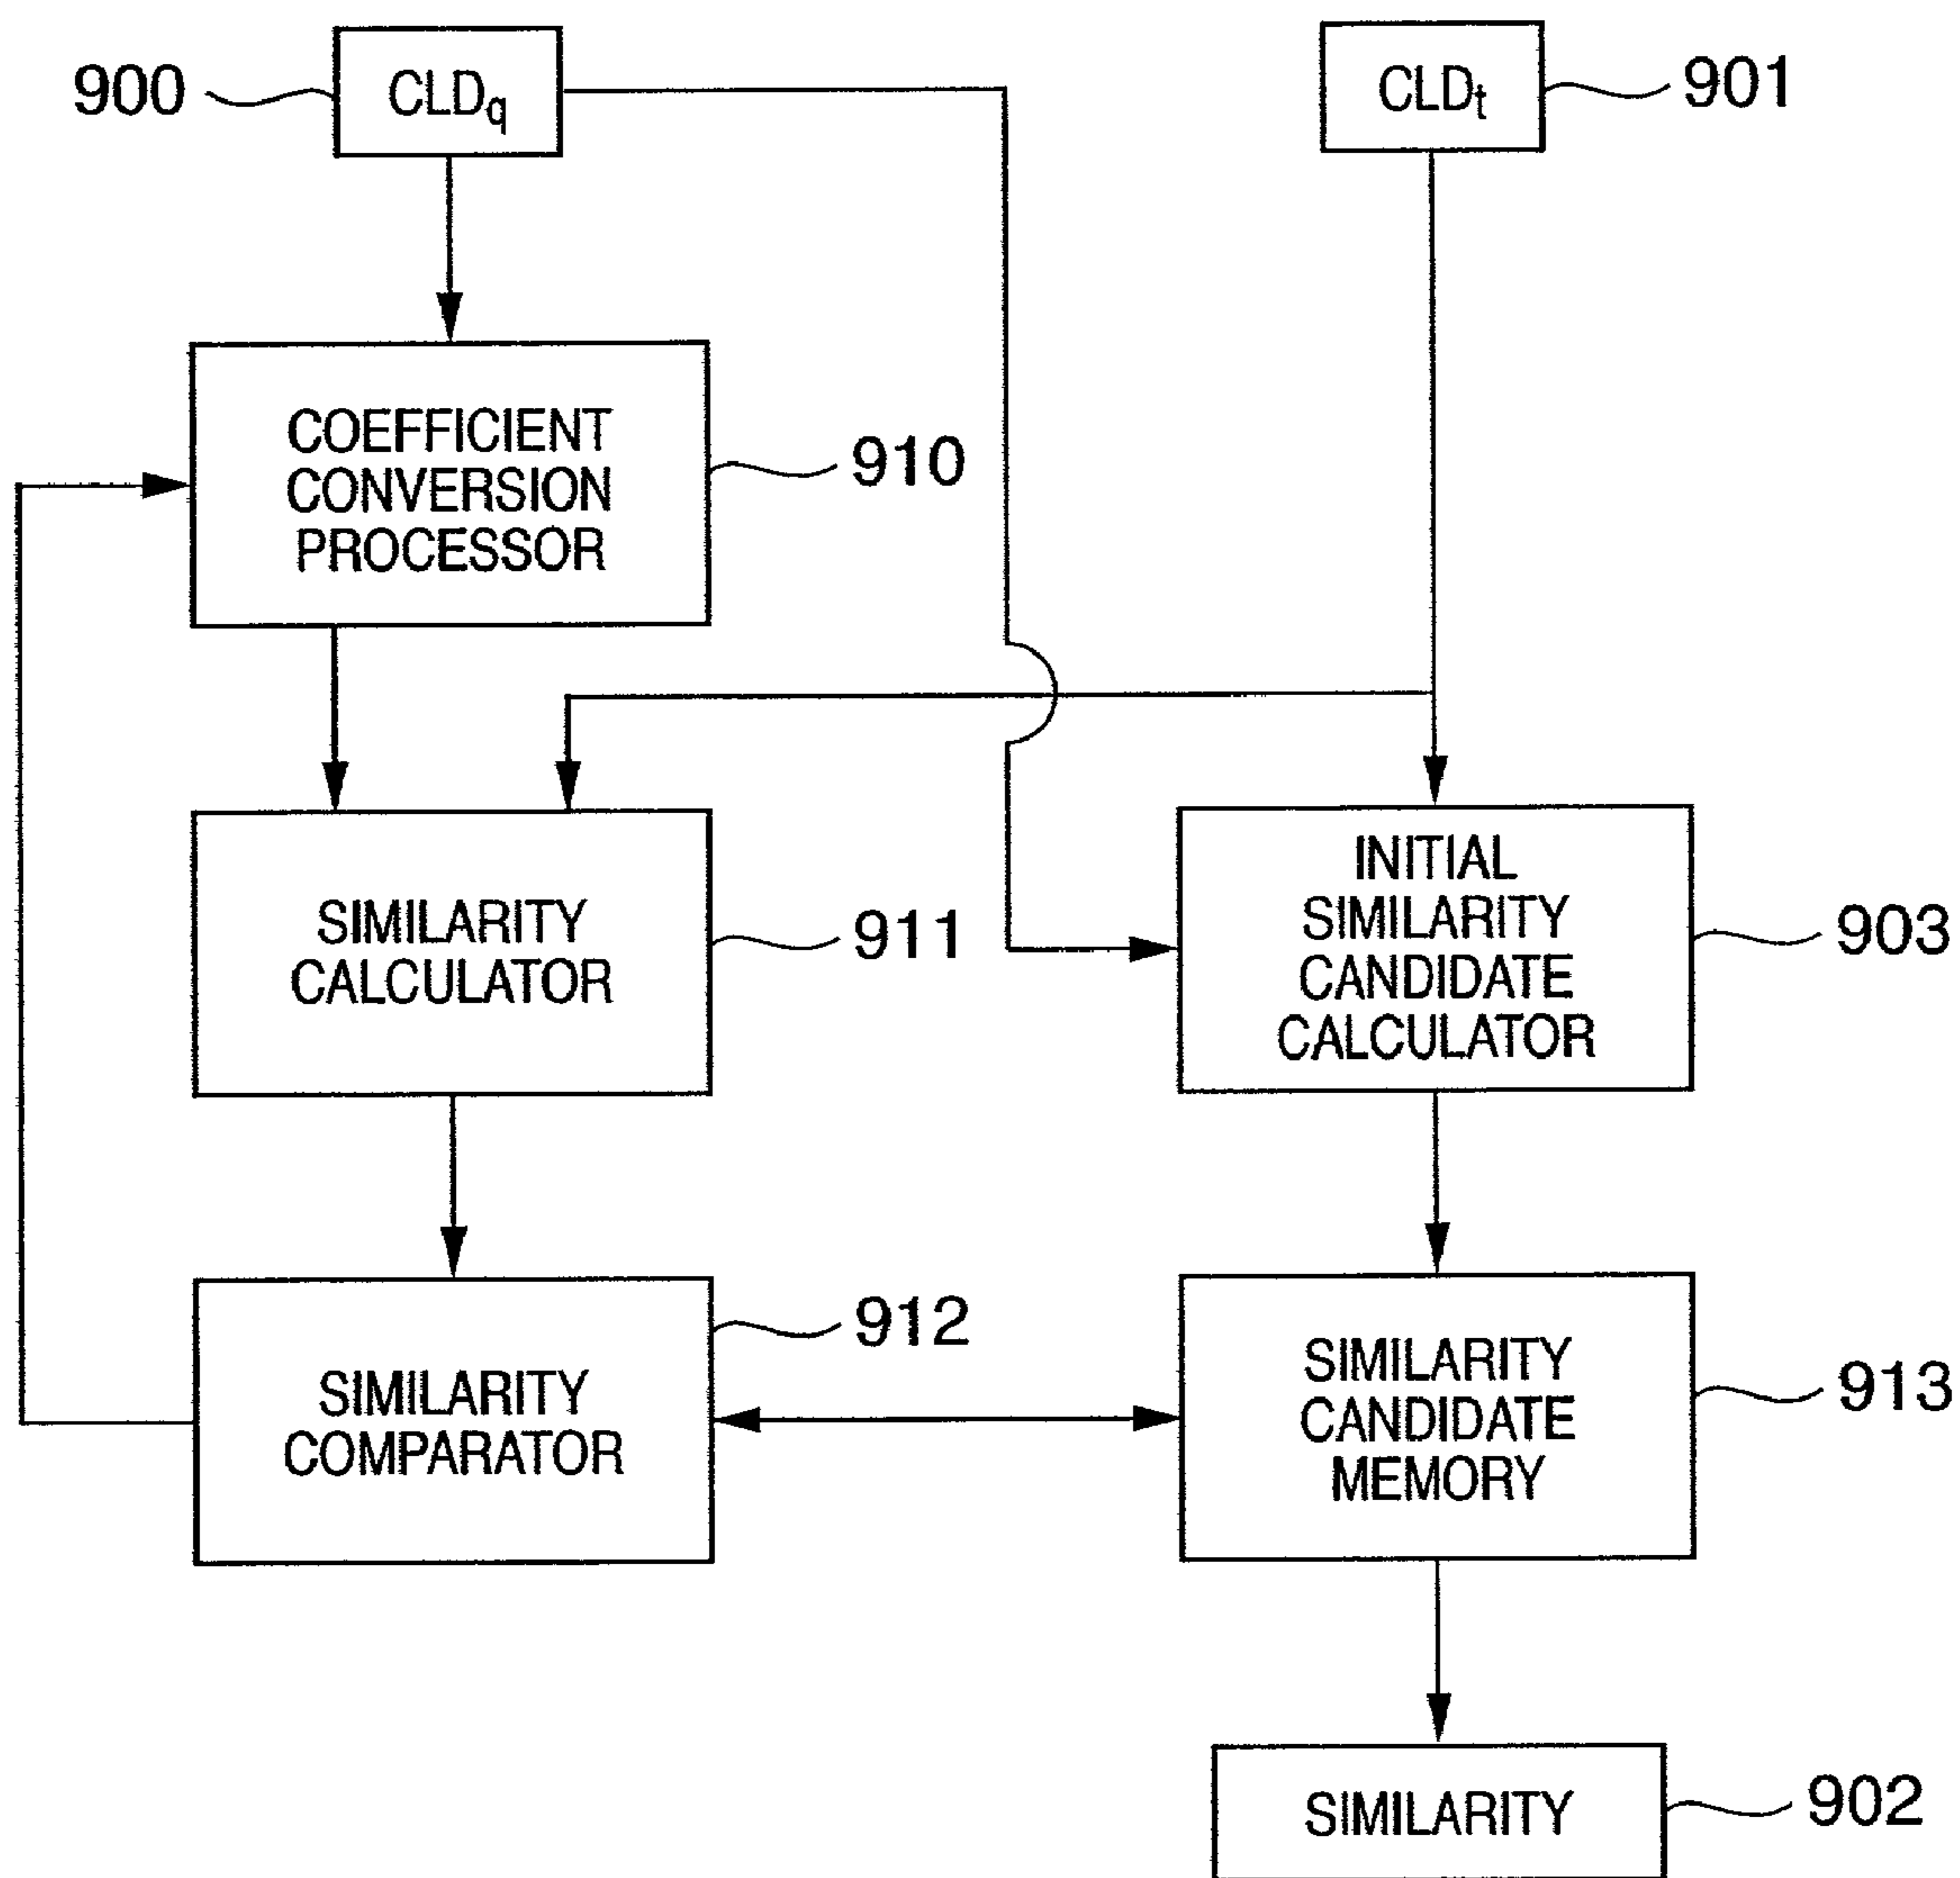 900
CLDq
CLDt
901
COEFFICIENT
CONVERSION
PROCESSOR
910
SIMILARITY
CALCULATOR
911
INITIAL
SIMILARITY
CANDIDATE
CALCULATOR
903
SIMILARITY
COMPARATOR
912
SIMILARITY
CANDIDATE
MEMORY
913
SIMILARITY
902